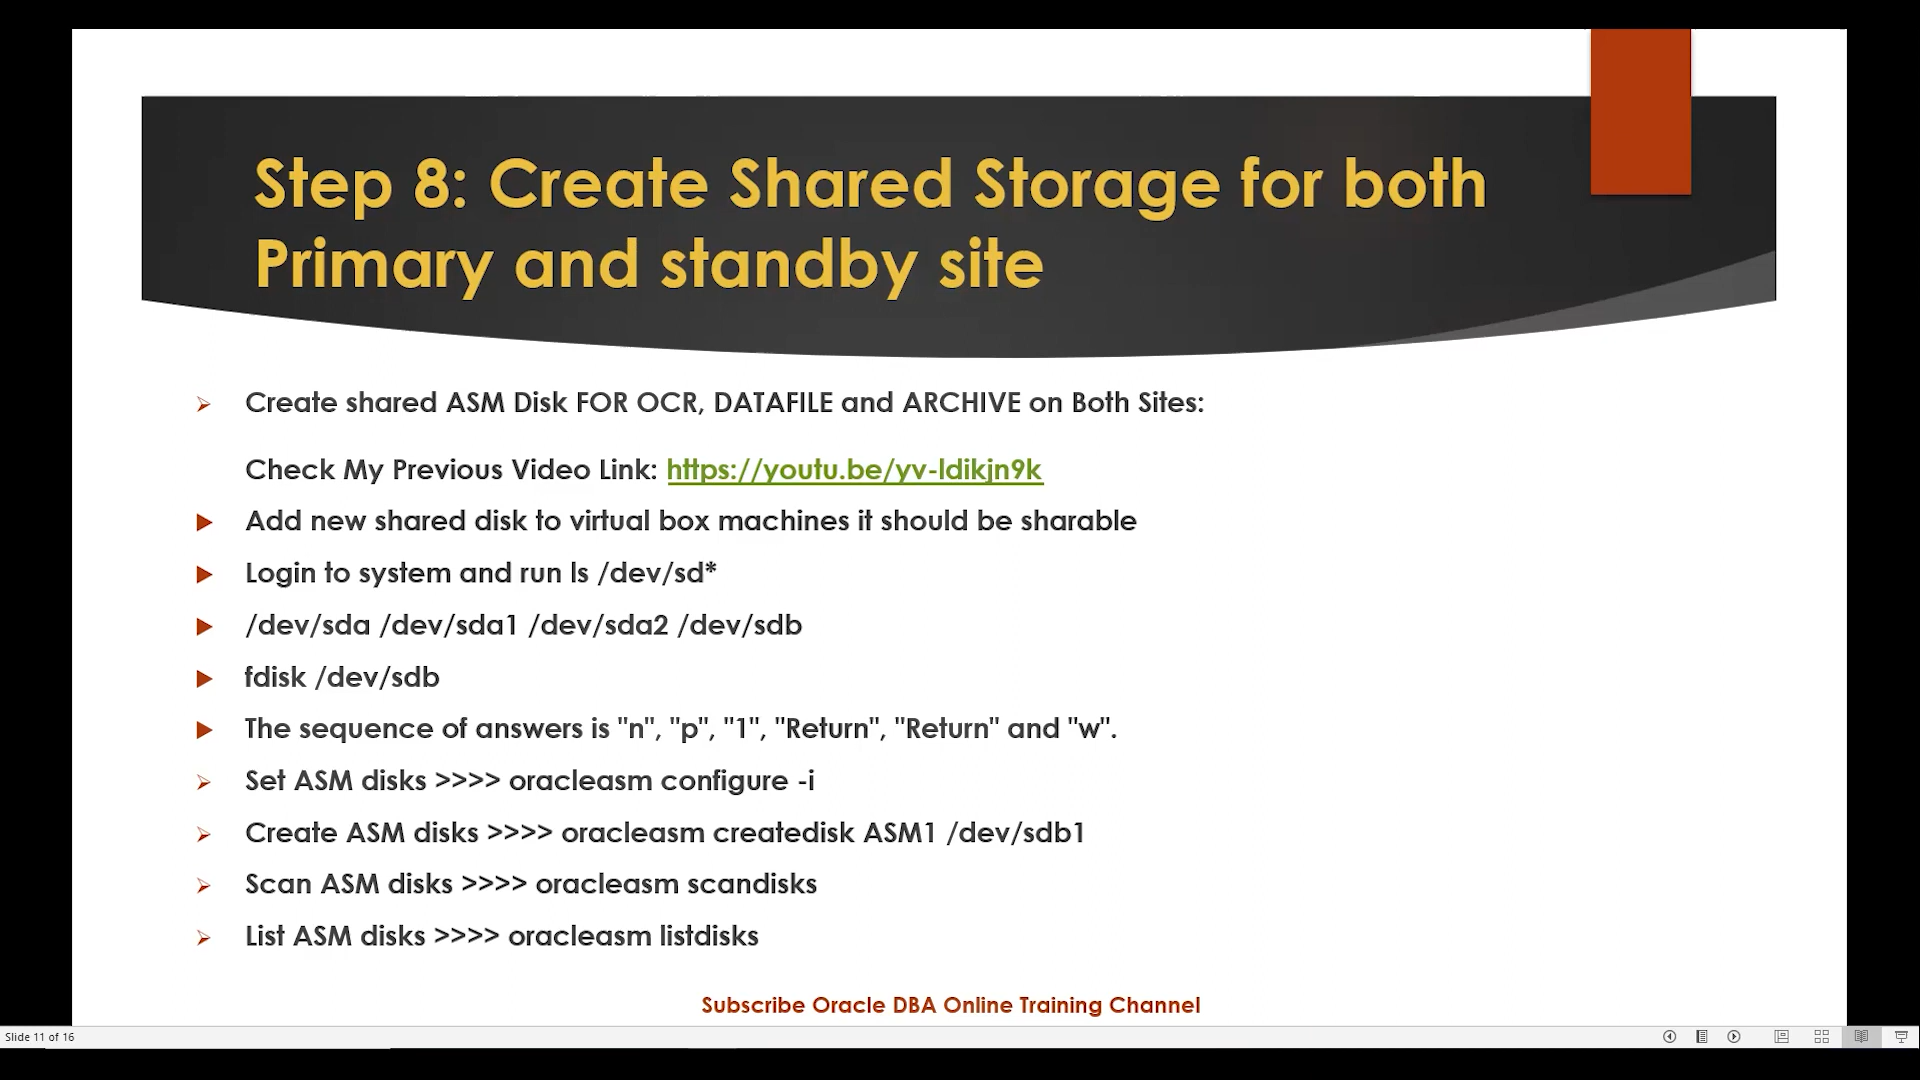 Step 8: Create Shared Storage for both
Primary and standby site
Create shared ASM Disk FOR OCR, DATAFILE and ARCHIVE on Both Sites:
Check My Previous Video Link: https://youtu.be/yv-ldikjn9k
Add new shared disk to virtual box machines it should be sharable
Login to system and run ls /dev/sd*
/dev/sda /dev/sda1 /dev/sda2 /dev/sdb
fdisk /dev/sdb
The sequence of answers is "n", "p", "1", "Return", "Return" and "w".
Set ASM disks >>>> oracleasm configure -i
Create ASM disks >>>> oracleasm createdisk ASM1 /dev/sdb1
Scan ASM disks >>>> oracleasm scandisks
List ASM disks >>>> oracleasm listdisks
Subscribe Oracle DBA Online Training Channel
Slide 11 of 16